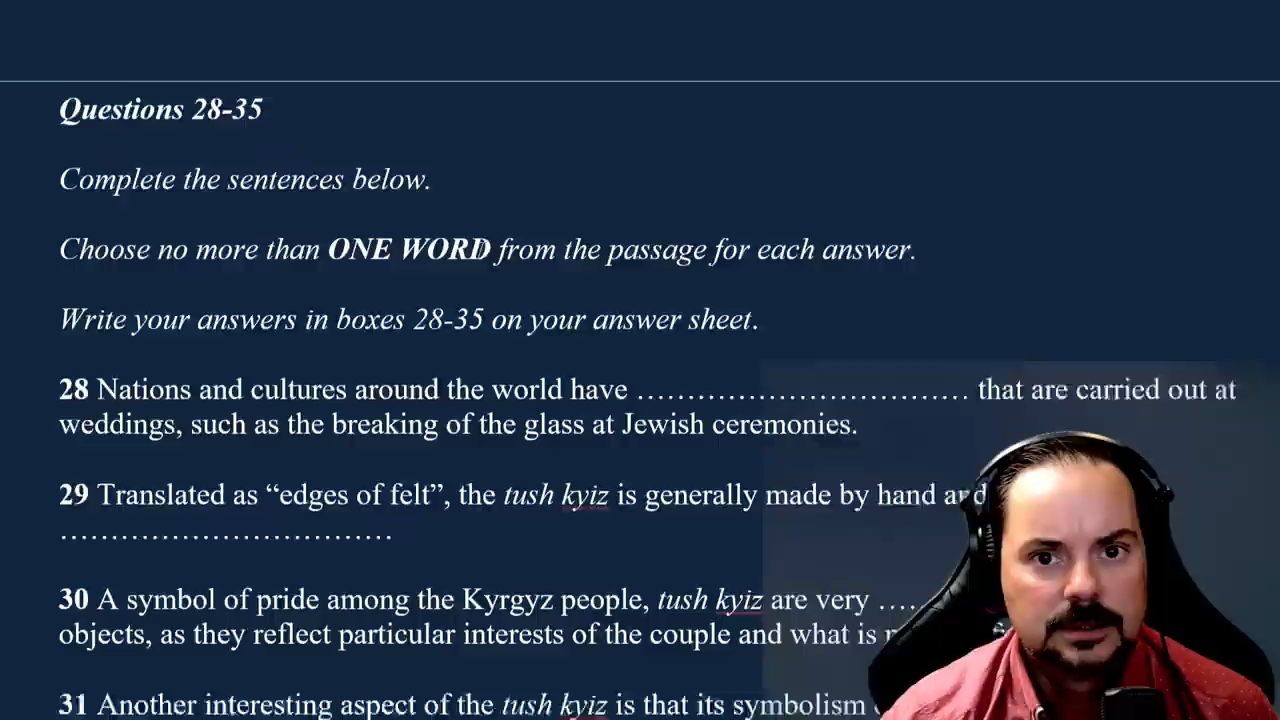 Questions 28-35
Complete the sentences below.
Choose no more than ONE WORD from the passage for each answer.
Write your answers in boxes 28-35 on your answer sheet.
28 Nations and cultures around the world have ................................. that are carried out at
weddings, such as the breaking of the glass at Jewish ceremonies.
29 Translated as “edges of felt”, the tush kyiz is generally made by hand and
.................................
30 A symbol of pride among the Kyrgyz people, tush kyiz are very ....
objects, as they reflect particular interests of the couple and what is
31 Another interesting aspect of the tush kyiz is that its symbolism